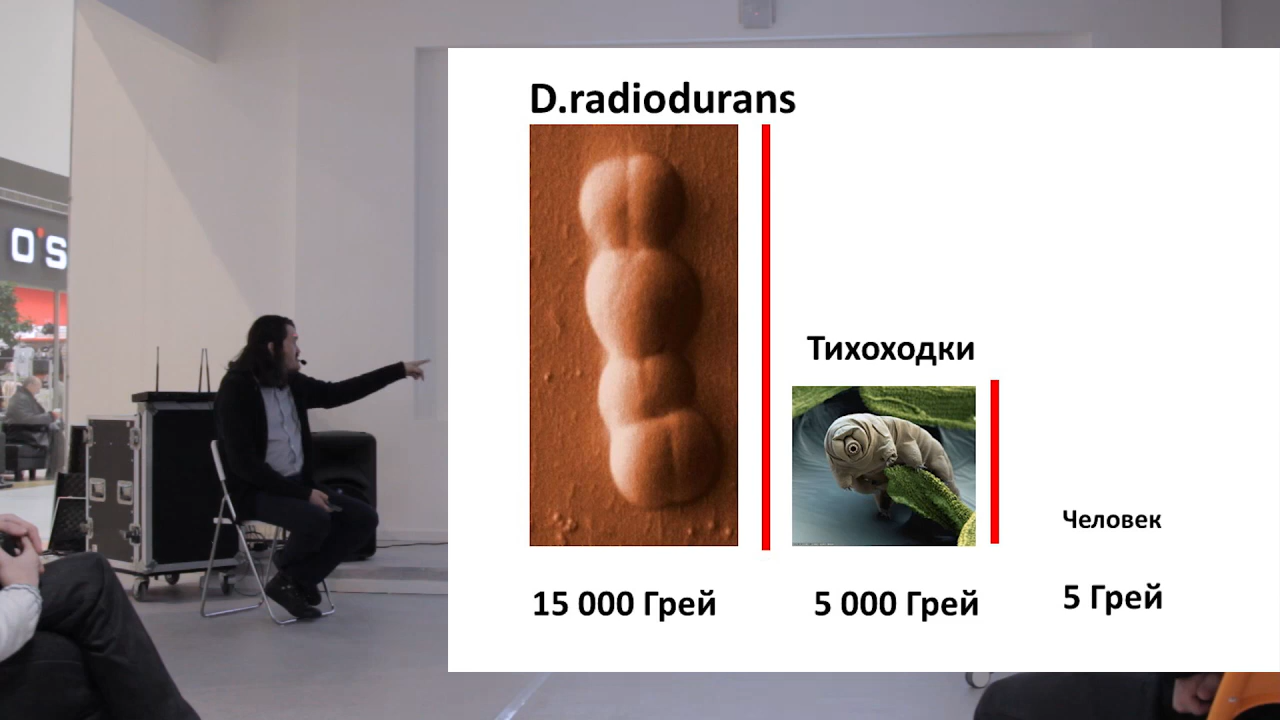 O'S
D.radiodurans
Тихоходки
Человек
15 000 Грей
5 000 Грей
5 Грей